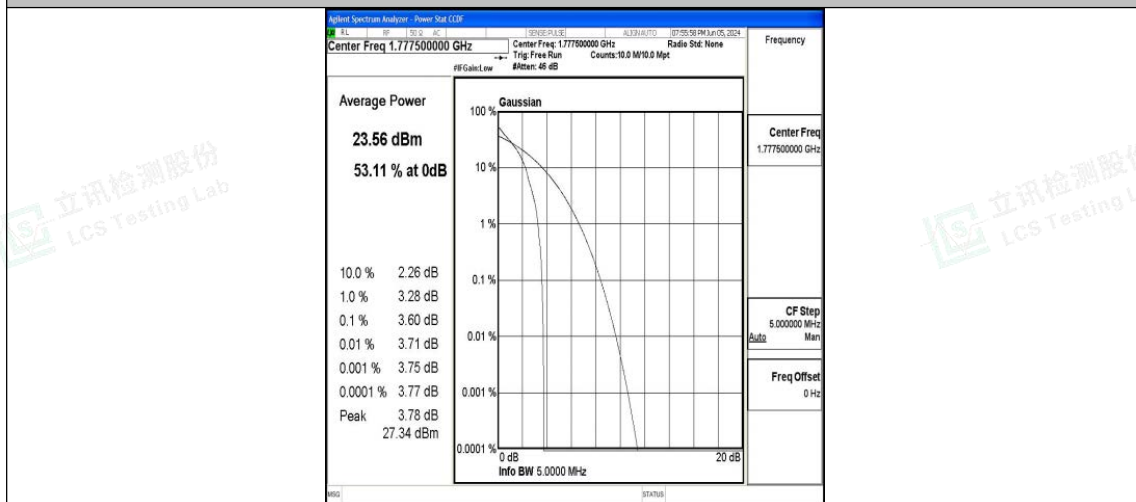 Agilent Spectrum Analyzer - Power Stat CCDF
RL RF 50 Ω AC SENSE:PULSE ALIGNAUTO 07:55:58 PM Jun 05, 2024
Center Freq 1.777500000 GHz
Center Freq: 1.777500000 GHz Radio Std: None
Trig: Free Run Counts:10.0 M/10.0 Mpt
#IFGain:Low #Atten: 46 dB
Frequency
Average Power
23.56 dBm
53.11 % at 0dB
10.0 % 2.26 dB
1.0 % 3.28 dB
0.1 % 3.60 dB
0.01 % 3.71 dB
0.001 % 3.75 dB
0.0001 % 3.77 dB
Peak 3.78 dB
27.34 dBm
Gaussian
100 %
10 %
1 %
0.1 %
0.01 %
0.001 %
0.0001 %
0 dB 20 dB
Info BW 5.0000 MHz
Center Freq
1.777500000 GHz
CF Step
5.000000 MHz
Auto Man
Freq Offset
0 Hz
MSG STATUS
立讯检测股份
LCS Testing Lab
立讯检测股份
LCS Testing L